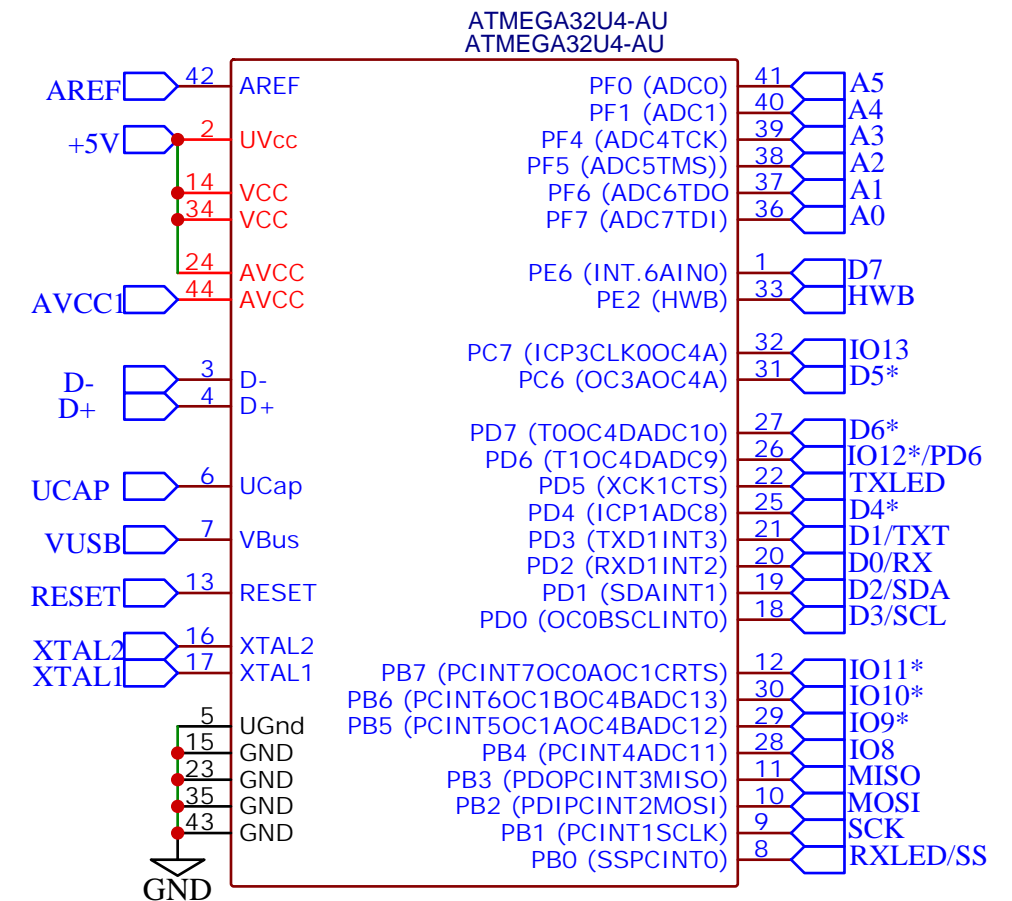 ATMEGA32U4-AU
ATMEGA32U4-AU
AREF 42 AREF PF0 (ADC0) 41 A5
PF1 (ADC1) 40 A4
+5V 2 UVcc PF4 (ADC4TCK) 39 A3
PF5 (ADC5TMS)) 38 A2
14 VCC PF6 (ADC6TDO 37 A1
34 VCC PF7 (ADC7TDI) 36 A0
24 AVCC PE6 (INT.6AIN0) 1 D7
AVCC1 44 AVCC PE2 (HWB) 33 HWB
PC7 (ICP3CLK0OC4A) 32 IO13
D- 3 D- PC6 (OC3AOC4A) 31 D5*
D+ 4 D+
PD7 (T0OC4DADC10) 27 D6*
PD6 (T1OC4DADC9) 26 IO12*/PD6
UCAP 6 UCap PD5 (XCK1CTS) 22 TXLED
PD4 (ICP1ADC8) 25 D4*
VUSB 7 VBus PD3 (TXD1INT3) 21 D1/TXT
PD2 (RXD1INT2) 20 D0/RX
RESET 13 RESET PD1 (SDAINT1) 19 D2/SDA
PD0 (OC0BSCLINT0) 18 D3/SCL
XTAL2 16 XTAL2
XTAL1 17 XTAL1 PB7 (PCINT7OC0AOC1CRTS) 12 IO11*
PB6 (PCINT6OC1BOC4BADC13) 30 IO10*
5 UGnd PB5 (PCINT5OC1AOC4BADC12) 29 IO9*
15 GND PB4 (PCINT4ADC11) 28 IO8
23 GND PB3 (PDOPCINT3MISO) 11 MISO
35 GND PB2 (PDIPCINT2MOSI) 10 MOSI
43 GND PB1 (PCINT1SCLK) 9 SCK
PB0 (SSPCINT0) 8 RXLED/SS
GND